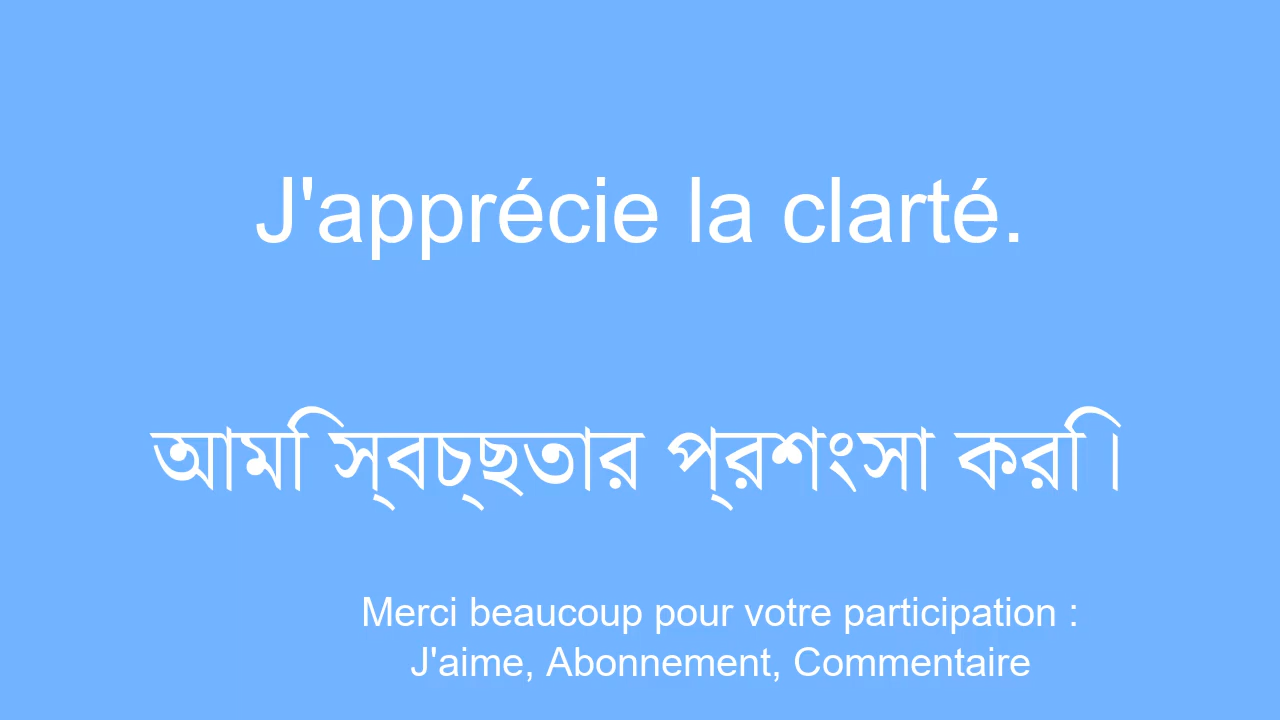 J'apprécie la clarté.
আমি স্বচ্ছতার প্রশংসা করি।
Merci beaucoup pour votre participation :
J'aime, Abonnement, Commentaire